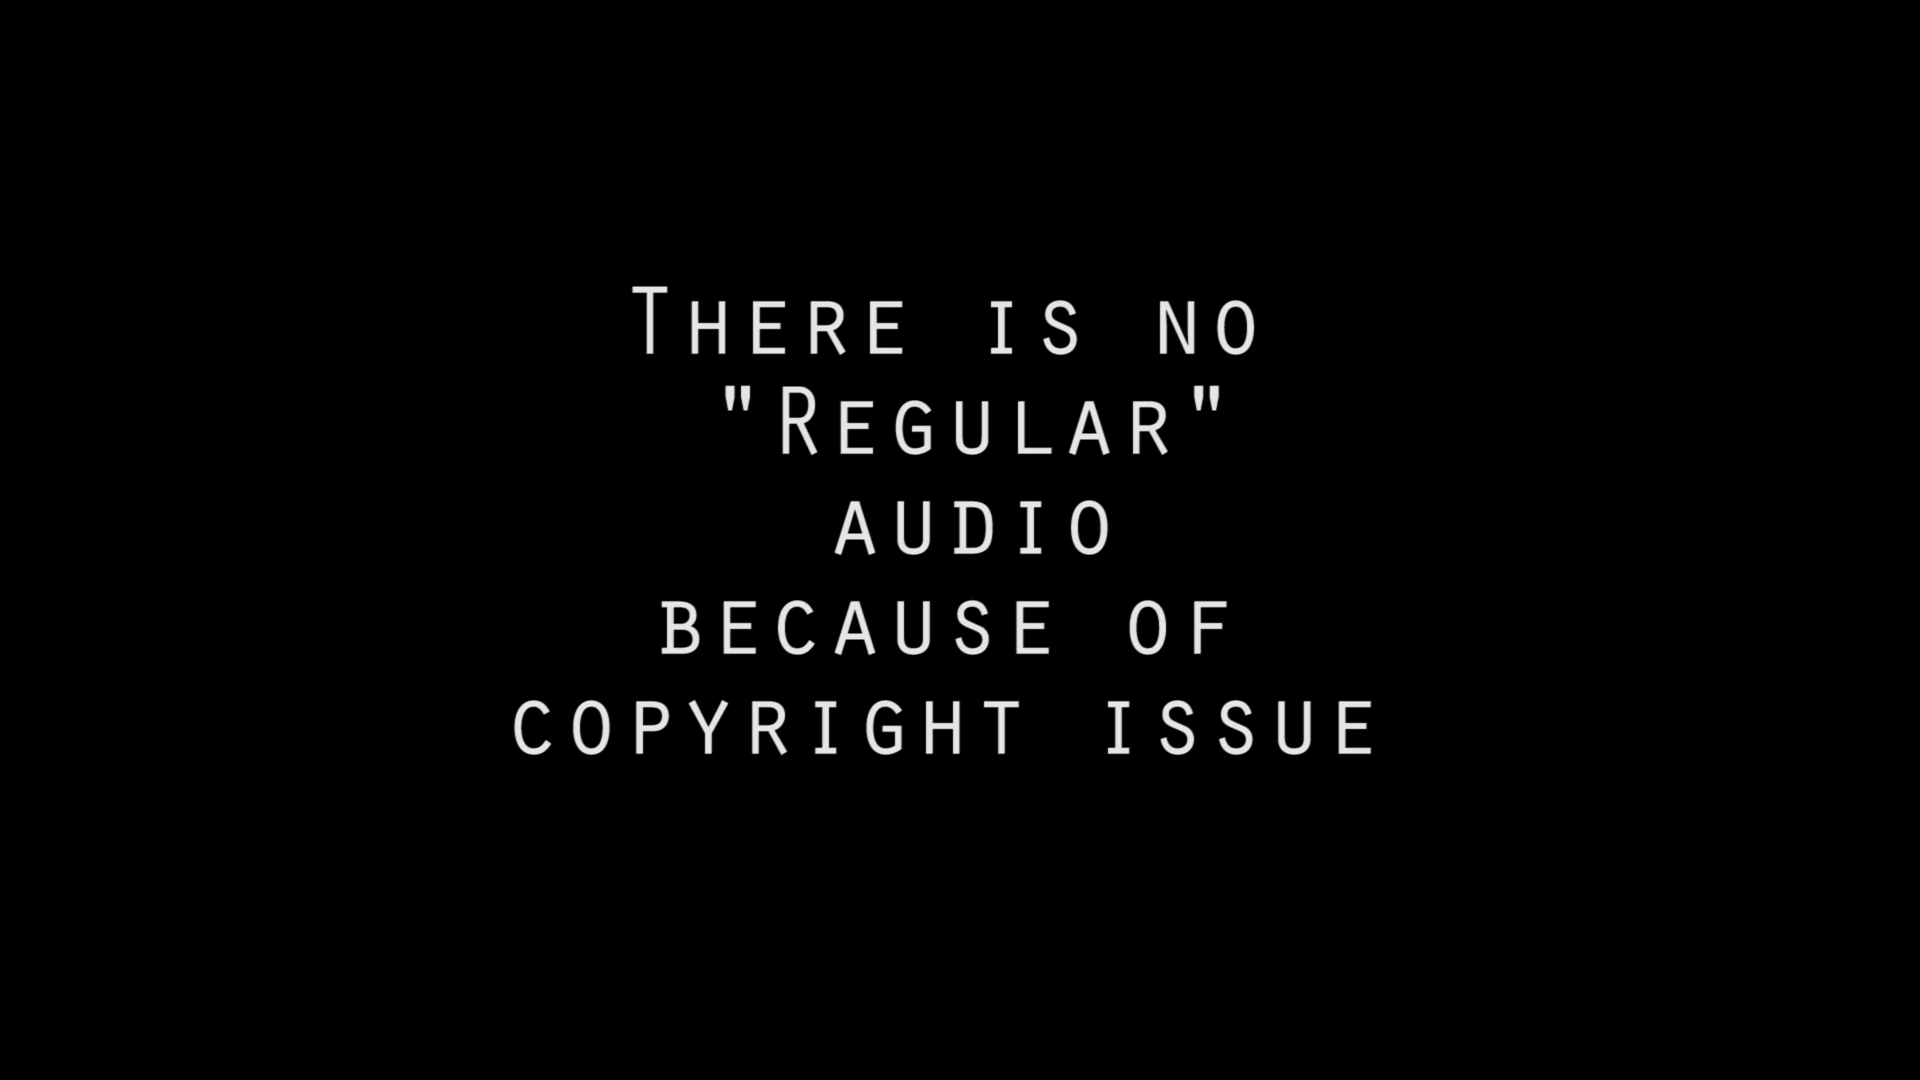 There is no
"Regular"
audio
because of
copyright issue